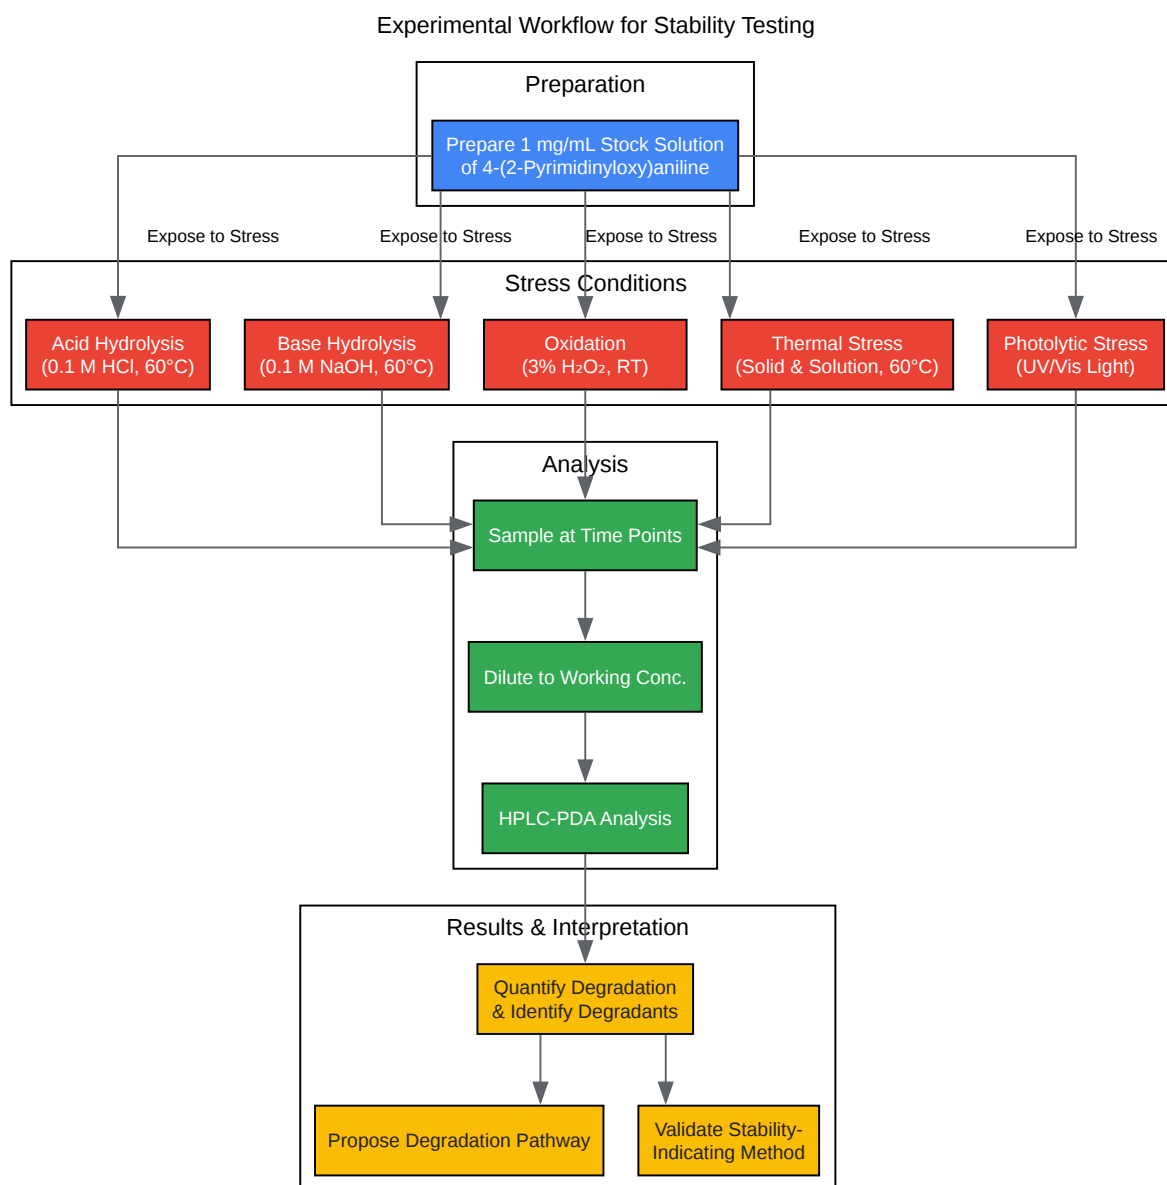 Experimental Workflow for Stability Testing
Preparation
Prepare 1 mg/mL Stock Solution
of 4-(2-Pyrimidinyloxy)aniline
Expose to Stress
Expose to Stress
Expose to Stress
Expose to Stress
Expose to Stress
Stress Conditions
Acid Hydrolysis
(0.1 M HCl, 60°C)
Base Hydrolysis
(0.1 M NaOH, 60°C)
Oxidation
(3% H₂O₂, RT)
Thermal Stress
(Solid & Solution, 60°C)
Photolytic Stress
(UV/Vis Light)
Analysis
Sample at Time Points
Dilute to Working Conc.
HPLC-PDA Analysis
Results & Interpretation
Quantify Degradation
& Identify Degradants
Propose Degradation Pathway
Validate Stability-
Indicating Method